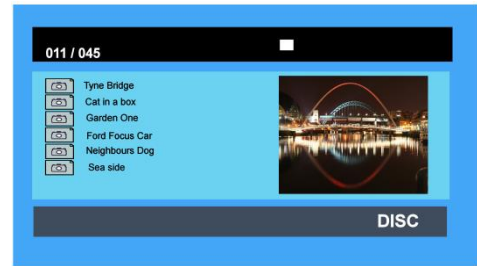 011 / 045
Tyne Bridge
Cat in a box
Garden One
Ford Focus Car
Neighbours Dog
Sea side
DISC